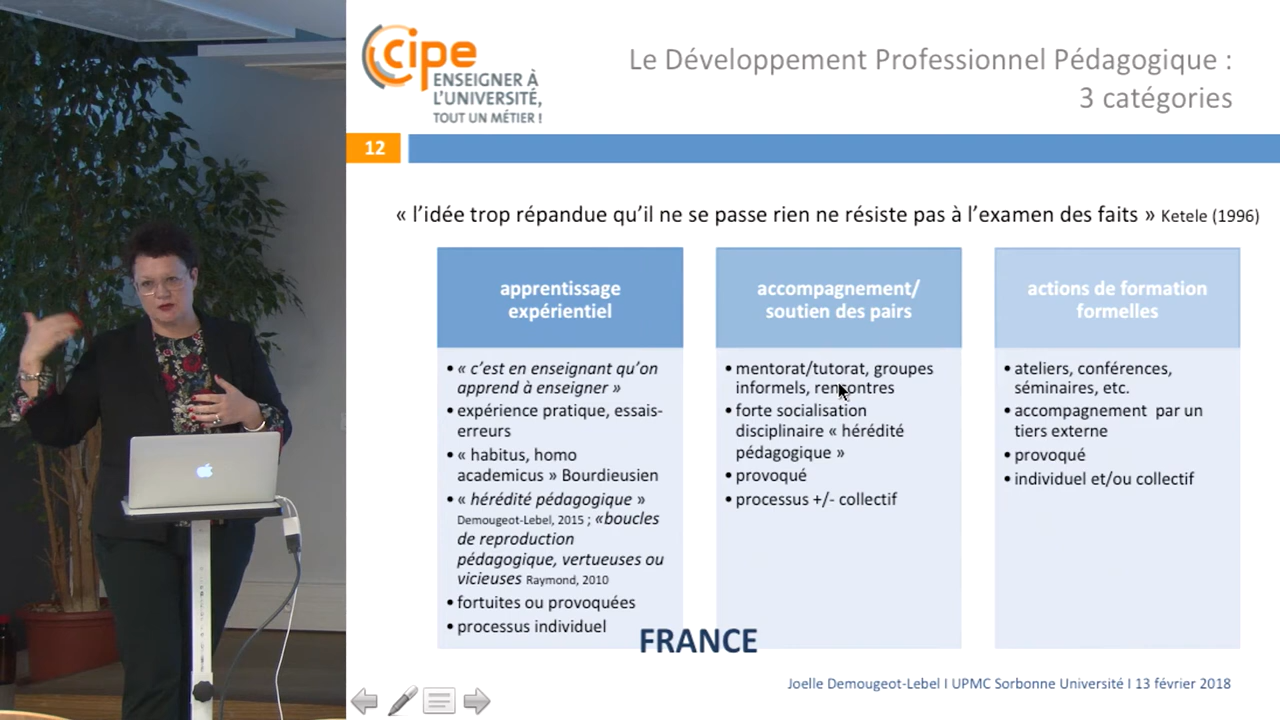 cipe
ENSEIGNER À
L'UNIVERSITÉ,
TOUT UN MÉTIER !
Le Développement Professionnel Pédagogique :
3 catégories
12
« l'idée trop répandue qu'il ne se passe rien ne résiste pas à l'examen des faits » Ketele (1996)
apprentissage
expérientiel
• « c'est en enseignant qu'on
apprend à enseigner »
• expérience pratique, essais-
erreurs
• « habitus, homo
academicus » Bourdieusien
• « hérédité pédagogique »
Demougeot-Lebel, 2015 ; «boucles
de reproduction
pédagogique, vertueuses ou
vicieuses Raymond, 2010
• fortuites ou provoquées
• processus individuel
accompagnement/
soutien des pairs
• mentorat/tutorat, groupes
informels, rencontres
• forte socialisation
disciplinaire « hérédité
pédagogique »
• provoqué
• processus +/- collectif
actions de formation
formelles
• ateliers, conférences,
séminaires, etc.
• accompagnement par un
tiers externe
• provoqué
• individuel et/ou collectif
FRANCE
Joelle Demougeot-Lebel I UPMC Sorbonne Université I 13 février 2018